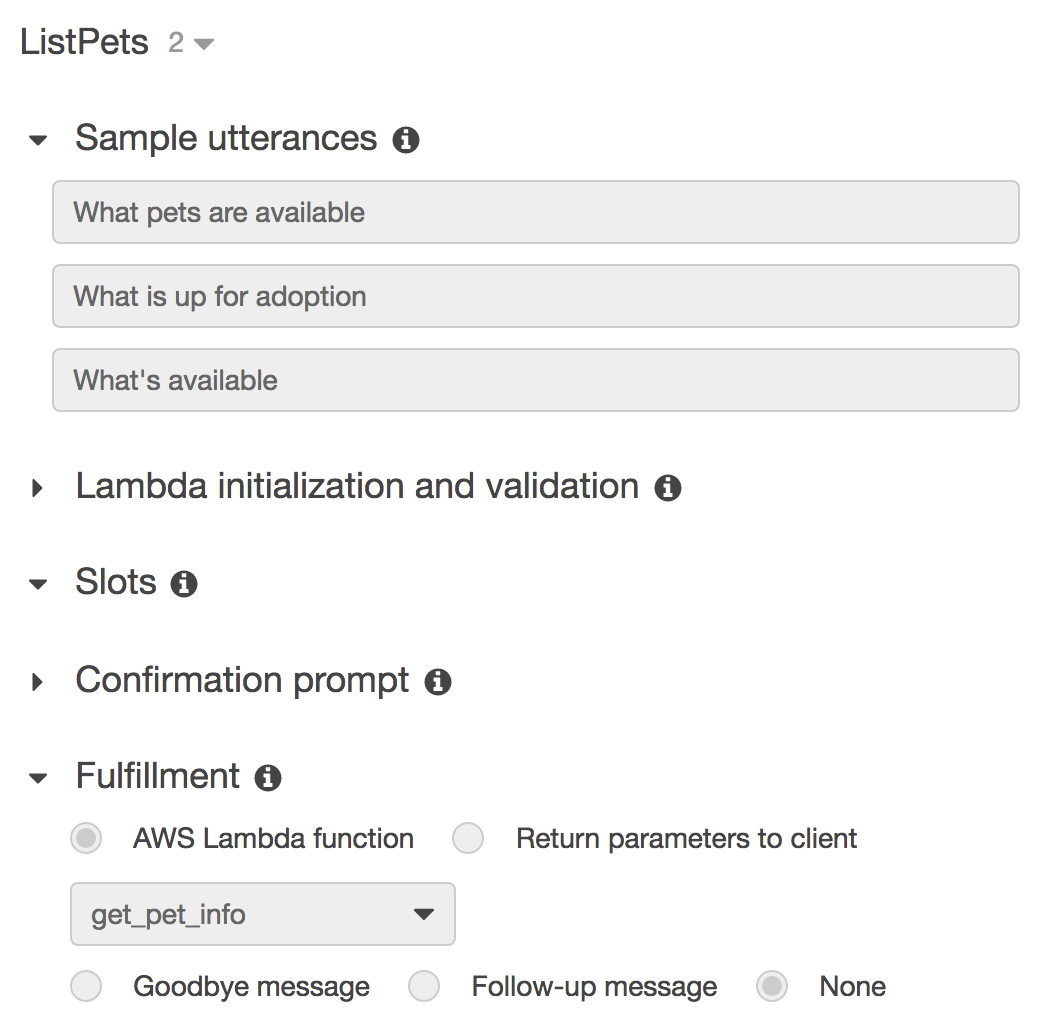 ListPets 2
Sample utterances
What pets are available
What is up for adoption
What's available
Lambda initialization and validation
Slots
Confirmation prompt
Fulfillment
AWS Lambda function Return parameters to client
get_pet_info
Goodbye message Follow-up message None